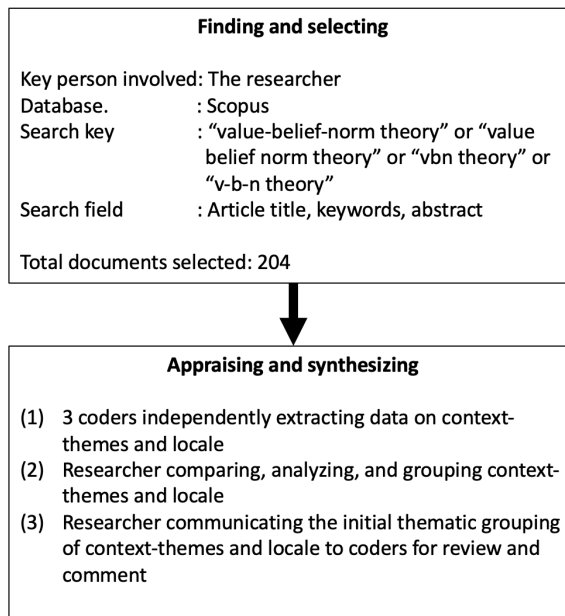 Finding and selecting
Key person involved: The researcher
Database. : Scopus
Search key : “value-belief-norm theory” or “value
belief norm theory” or “vbn theory” or
“v-b-n theory”
Search field : Article title, keywords, abstract
Total documents selected: 204
Appraising and synthesizing
(1) 3 coders independently extracting data on context-
themes and locale
(2) Researcher comparing, analyzing, and grouping context-
themes and locale
(3) Researcher communicating the initial thematic grouping
of context-themes and locale to coders for review and
comment